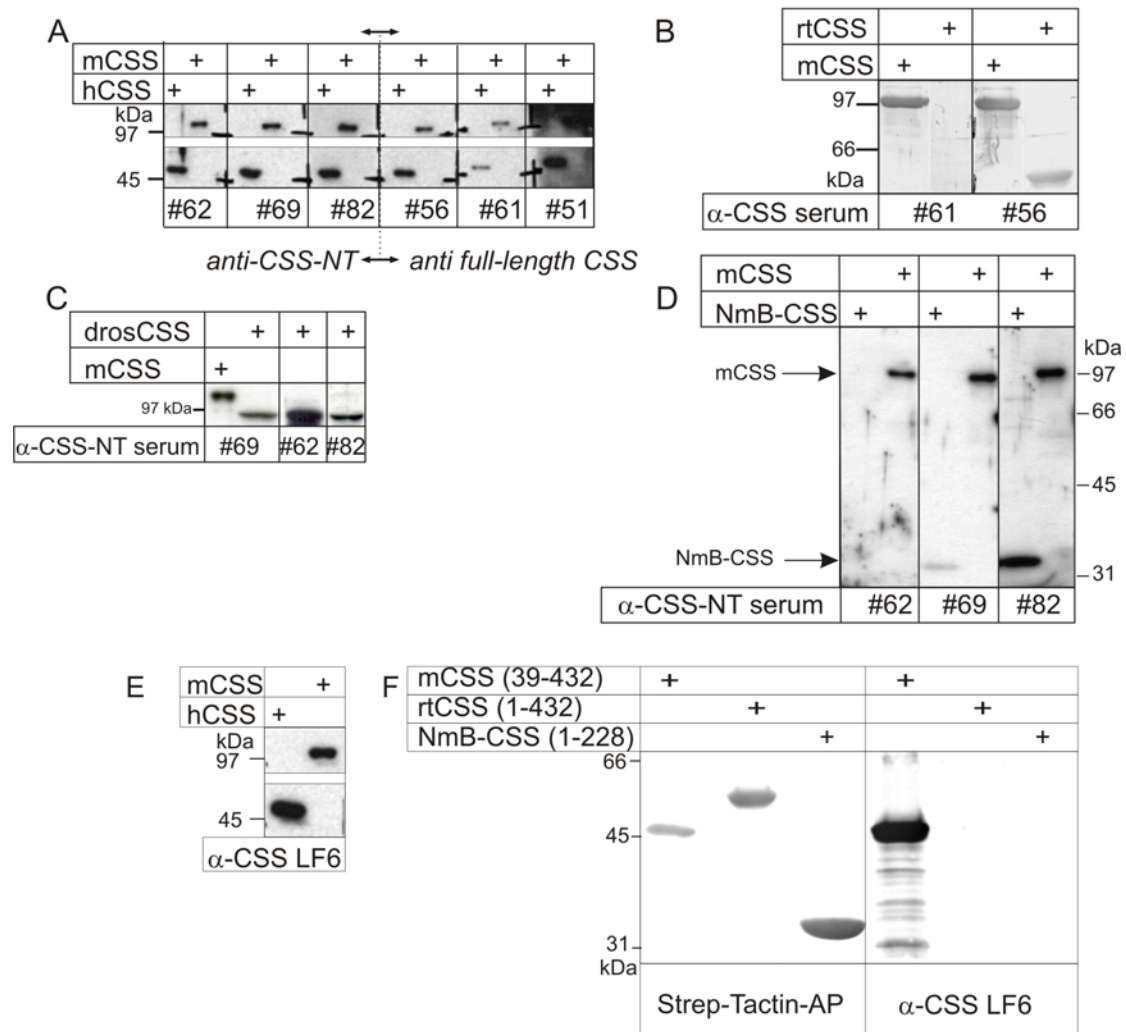 A
mCSS + + + + + +
hCSS + + + + + +
kDa
97
45
#62 #69 #82 #56 #61 #51
anti-CSS-NT anti full-length CSS
B
rtCSS + +
mCSS + +
97
66
kDa
α-CSS serum #61 #56
C
drosCSS + + +
mCSS +
97 kDa
α-CSS-NT serum #69 #62 #82
D
mCSS + + +
NmB-CSS + + +
kDa
mCSS 97
66
45
NmB-CSS
31
α-CSS-NT serum #62 #69 #82
E
mCSS +
hCSS +
kDa
97
45
α-CSS LF6
F
mCSS (39-432) + +
rtCSS (1-432) + +
NmB-CSS (1-228) + +
66
45
31
kDa
Strep-Tactin-AP α-CSS LF6